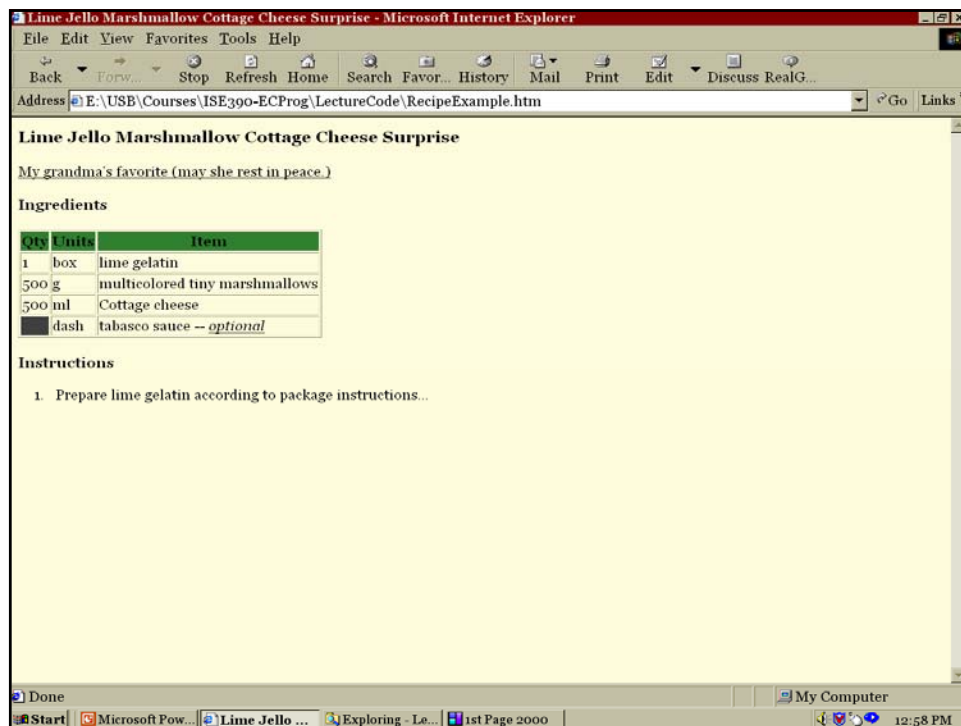 Lime Jello Marshmallow Cottage Cheese Surprise - Microsoft Internet Explorer
File Edit View Favorites Tools Help
Back Forw... Stop Refresh Home Search Favor... History Mail Print Edit Discuss RealG...
Address E:\USB\Courses\ISE390-ECProg\LectureCode\RecipeExample.htm Go Links
Lime Jello Marshmallow Cottage Cheese Surprise
My grandma's favorite (may she rest in peace.)
Ingredients
Qty Units Item
1 box lime gelatin
500 g multicolored tiny marshmallows
500 ml Cottage cheese
dash tabasco sauce -- optional
Instructions
1. Prepare lime gelatin according to package instructions...
Done My Computer
Start Microsoft Pow... Lime Jello ... Exploring - Le... 1st Page 2000 12:58 PM